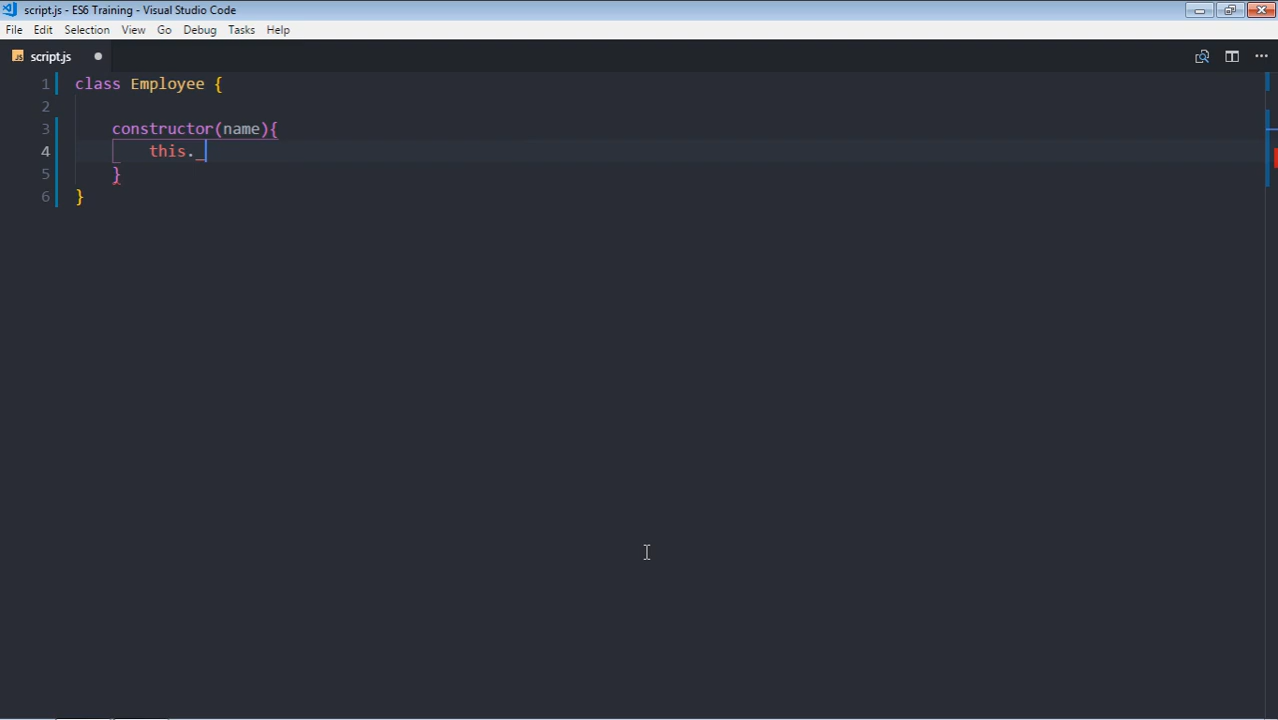 script.js - ES6 Training - Visual Studio Code
File Edit Selection View Go Debug Tasks Help
JS script.js
1 class Employee {
2
3 constructor(name){
4 this._
5 }
6 }